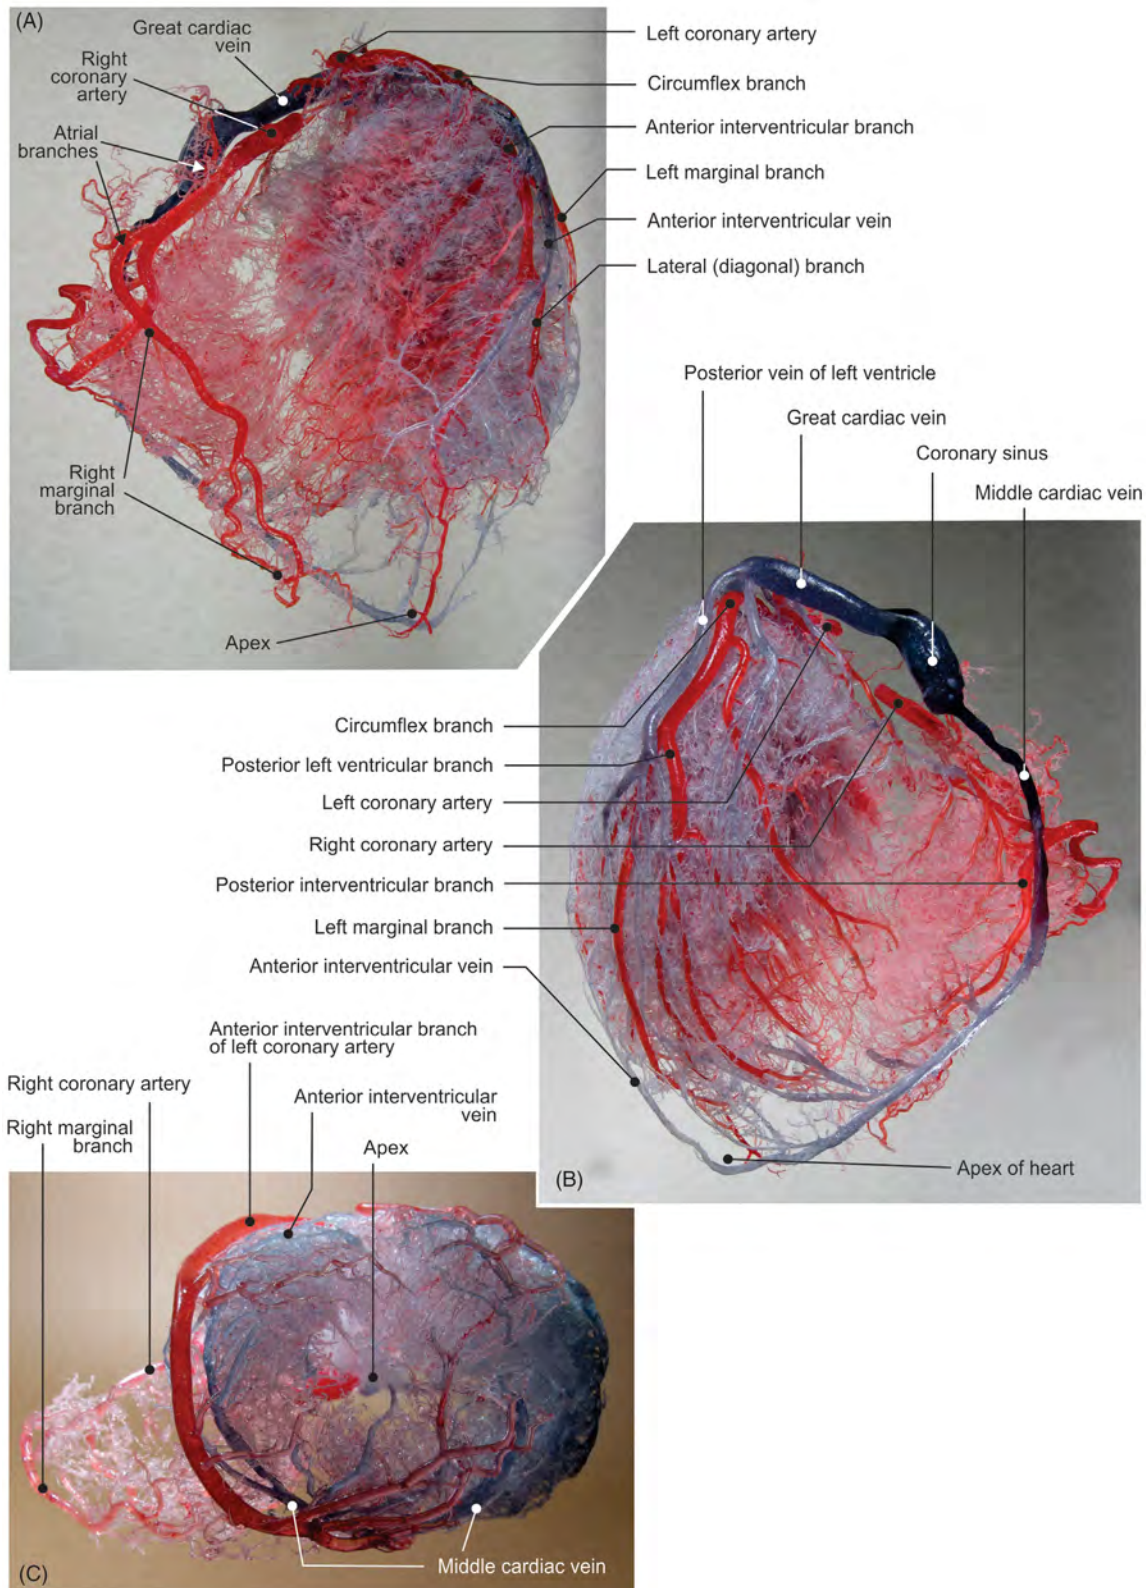 (A)
Great cardiac
vein
Right
coronary
artery
Atrial
branches
Right
marginal
branch
Apex
Left coronary artery
Circumflex branch
Anterior interventricular branch
Left marginal branch
Anterior interventricular vein
Lateral (diagonal) branch
Posterior vein of left ventricle
Great cardiac vein
Coronary sinus
Middle cardiac vein
Circumflex branch
Posterior left ventricular branch
Left coronary artery
Right coronary artery
Posterior interventricular branch
Left marginal branch
Anterior interventricular vein
Apex of heart
(B)
Anterior interventricular branch
of left coronary artery
Right coronary artery
Anterior interventricular
vein
Right marginal
branch
Apex
Middle cardiac vein
(C)